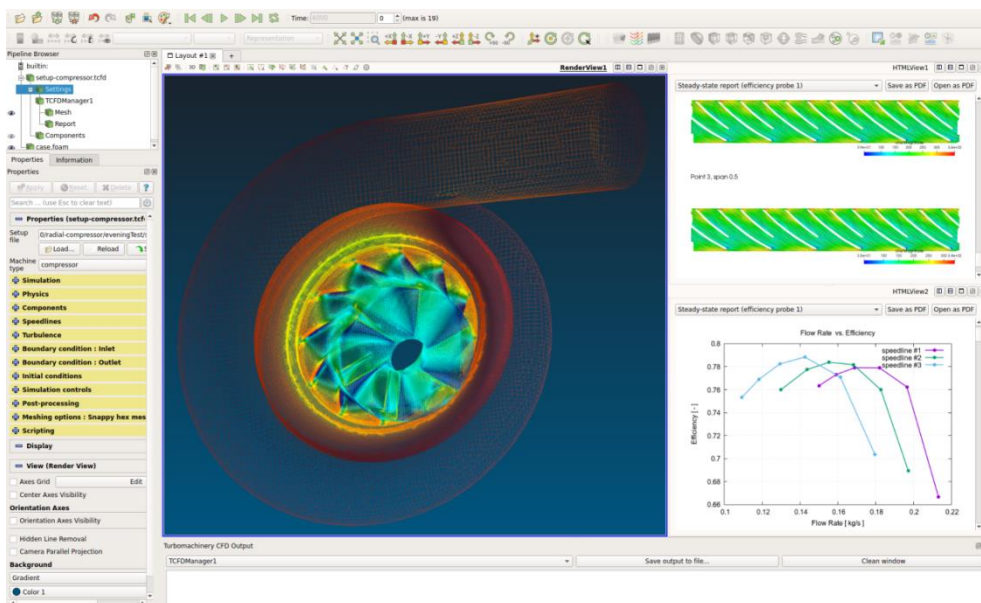 Time: 4000 0 (max is 19)
Representation
Pipeline Browser
builtin:
setup-compressor.tcfd
Settings
TCFDManager1
Mesh
Report
Components
case.foam
Properties Information
Properties
Apply Reset Delete ?
Search ... (use Esc to clear text)
Properties (setup-compressor.tcfd
Setup file 0/radial-compressor/eveningTest/
Load... Reload
Machine type compressor
Simulation
Physics
Components
Speedlines
Turbulence
Boundary condition : Inlet
Boundary condition : Outlet
Initial conditions
Simulation controls
Post-processing
Meshing options : Snappy hex mes
Scripting
Display
View (Render View)
Axes Grid Edit
Center Axes Visibility
Orientation Axes
Orientation Axes Visibility
Hidden Line Removal
Camera Parallel Projection
Background
Gradient
Color 1
Layout #1 +
3D
RenderView1
HTMLView1
Steady-state report (efficiency probe 1) Save as PDF Open as PDF
Point 3, span 0.5
HTMLView2
Steady-state report (efficiency probe 1) Save as PDF Open as PDF
Flow Rate vs. Efficiency
speedline #1
speedline #2
speedline #3
Efficiency [ - ]
0.8
0.78
0.76
0.74
0.72
0.7
0.68
0.66
0.1 0.12 0.14 0.16 0.18 0.2 0.22
Flow Rate [ kg/s ]
Turbomachinery CFD Output
TCFDManager1 Save output to file... Clean window